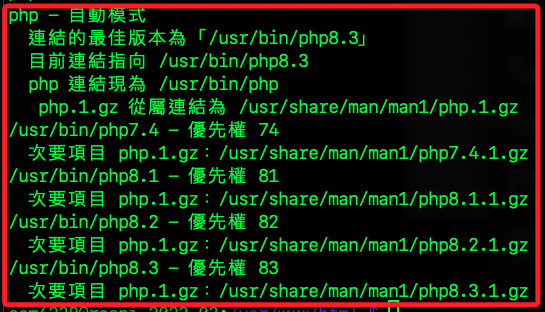 php － 自動模式
連結的最佳版本為「/usr/bin/php8.3」
目前連結指向 /usr/bin/php8.3
php 連結現為 /usr/bin/php
php.1.gz 從屬連結為 /usr/share/man/man1/php.1.gz
/usr/bin/php7.4 － 優先權 74
次要項目 php.1.gz：/usr/share/man/man1/php7.4.1.gz
/usr/bin/php8.1 － 優先權 81
次要項目 php.1.gz：/usr/share/man/man1/php8.1.1.gz
/usr/bin/php8.2 － 優先權 82
次要項目 php.1.gz：/usr/share/man/man1/php8.2.1.gz
/usr/bin/php8.3 － 優先權 83
次要項目 php.1.gz：/usr/share/man/man1/php8.3.1.gz